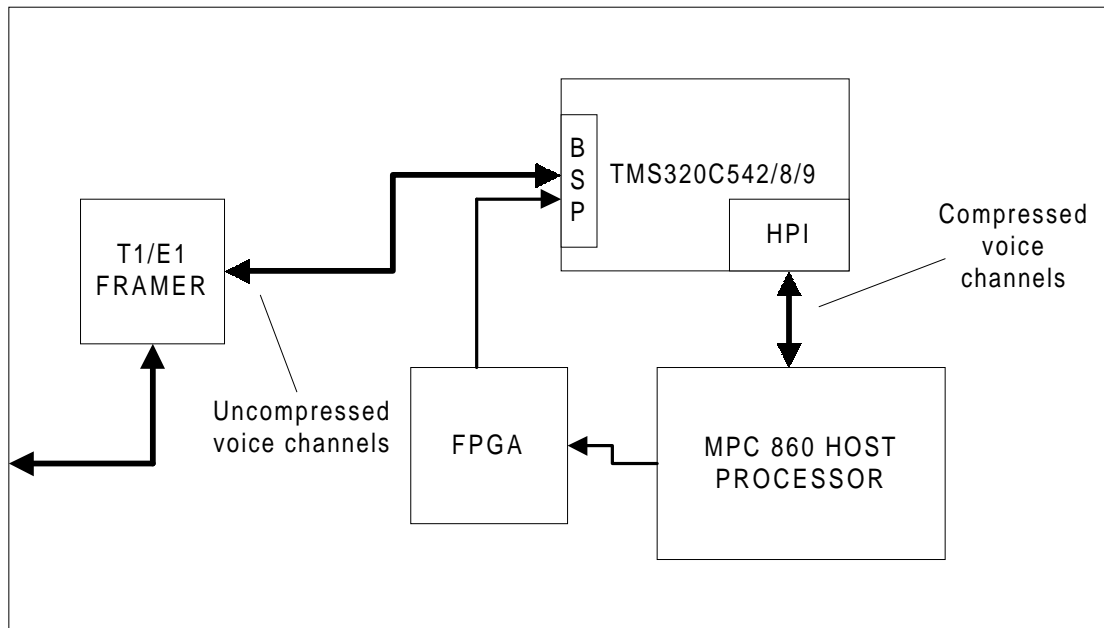 B
S
P
TMS320C542/8/9
HPI
Compressed
voice
channels
T1/E1
FRAMER
Uncompressed
voice channels
FPGA
MPC 860 HOST
PROCESSOR